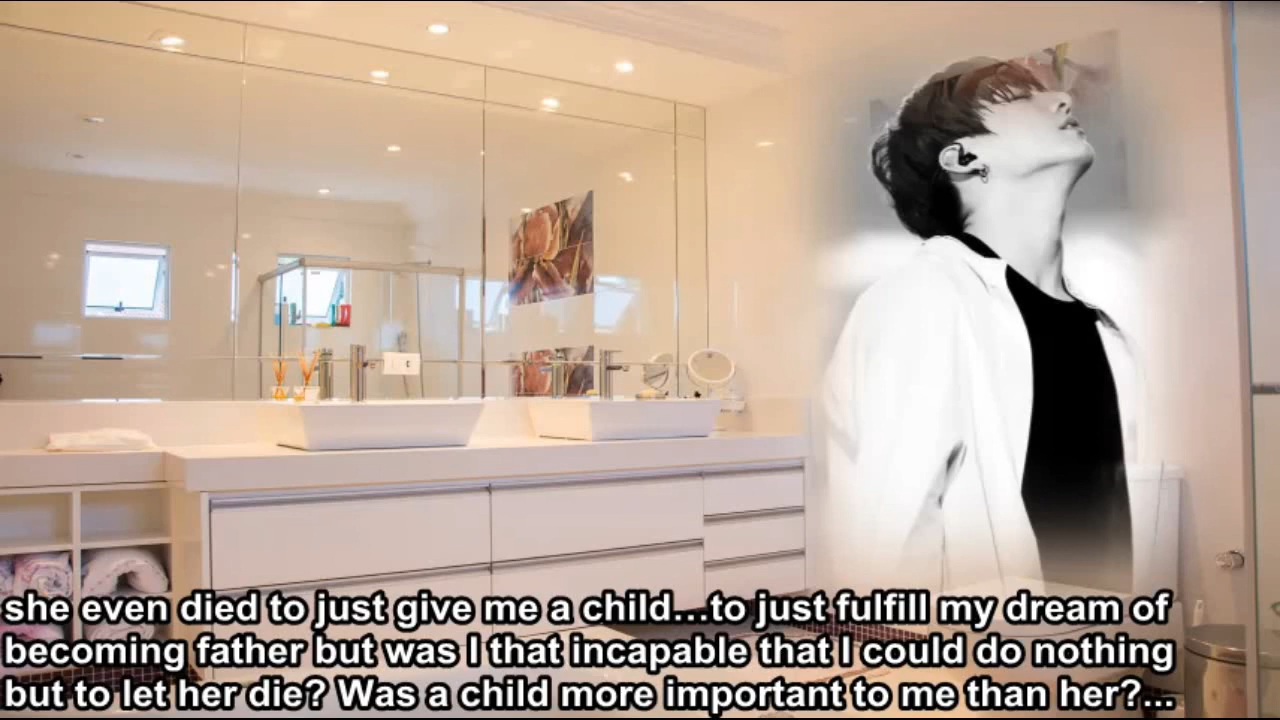 she even died to just give me a child...to just fulfill my dream of
becoming father but was I that incapable that I could do nothing
but to let her die? Was a child more important to me than her?...